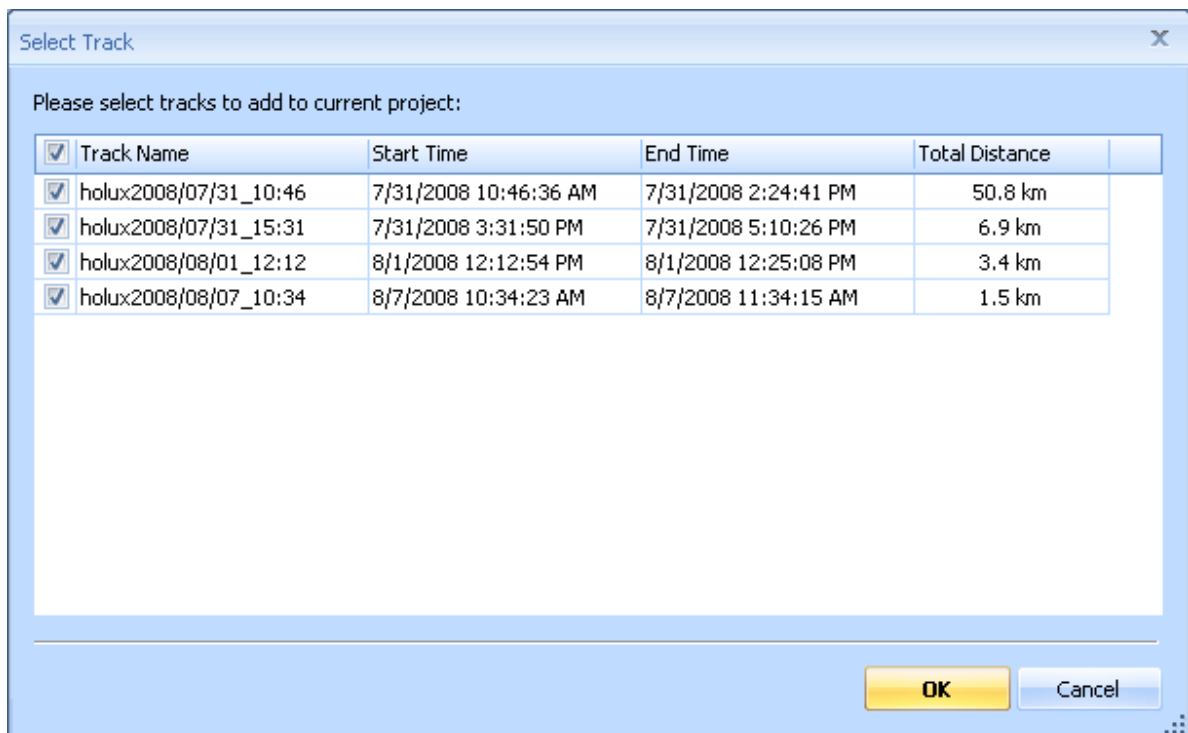 Select Track
Please select tracks to add to current project:
Track Name Start Time End Time Total Distance
holux2008/07/31_10:46 7/31/2008 10:46:36 AM 7/31/2008 2:24:41 PM 50.8 km
holux2008/07/31_15:31 7/31/2008 3:31:50 PM 7/31/2008 5:10:26 PM 6.9 km
holux2008/08/01_12:12 8/1/2008 12:12:54 PM 8/1/2008 12:25:08 PM 3.4 km
holux2008/08/07_10:34 8/7/2008 10:34:23 AM 8/7/2008 11:34:15 AM 1.5 km
OK Cancel